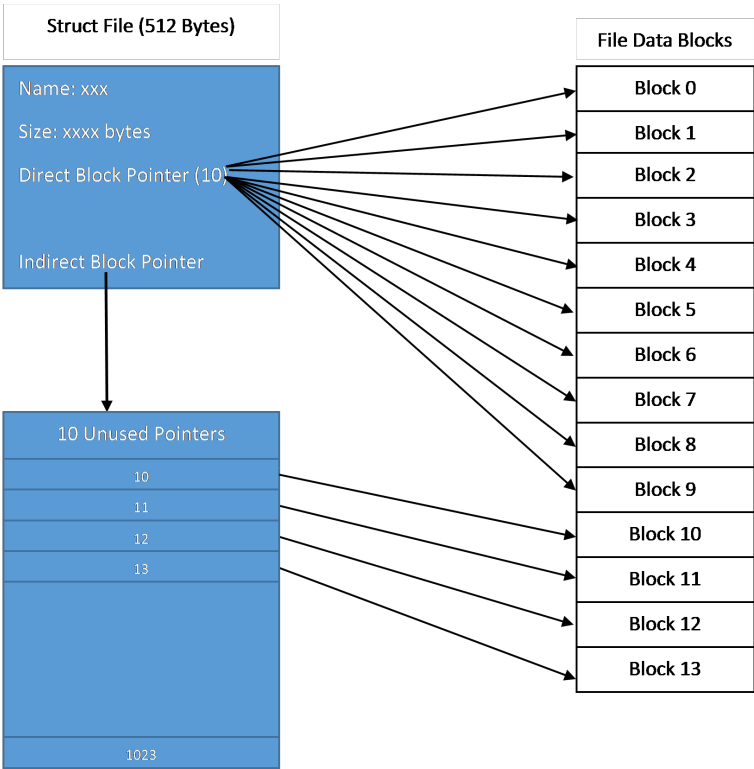 Struct File (512 Bytes)
Name: xxx
Size: xxxx bytes
Direct Block Pointer (10)
Indirect Block Pointer
10 Unused Pointers
10
11
12
13
1023
File Data Blocks
Block 0
Block 1
Block 2
Block 3
Block 4
Block 5
Block 6
Block 7
Block 8
Block 9
Block 10
Block 11
Block 12
Block 13